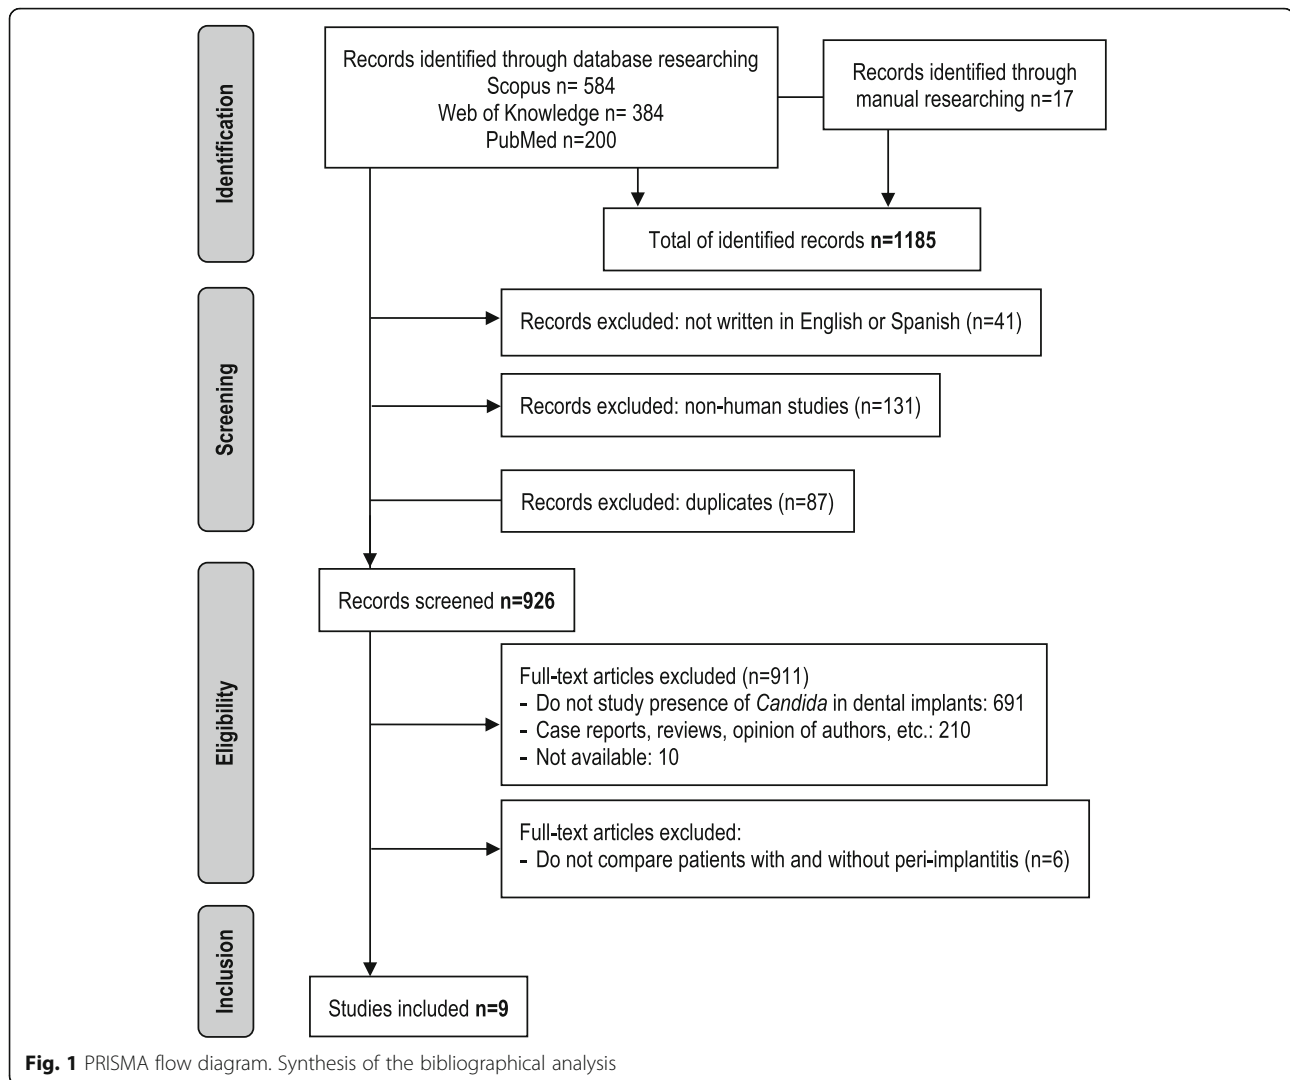 Identification
Records identified through database researching
Scopus n= 584
Web of Knowledge n= 384
PubMed n=200
Records identified through
manual researching n=17
Total of identified records n=1185
Screening
Records excluded: not written in English or Spanish (n=41)
Records excluded: non-human studies (n=131)
Records excluded: duplicates (n=87)
Eligibility
Records screened n=926
Full-text articles excluded (n=911)
- Do not study presence of Candida in dental implants: 691
- Case reports, reviews, opinion of authors, etc.: 210
- Not available: 10
Full-text articles excluded:
- Do not compare patients with and without peri-implantitis (n=6)
Inclusion
Studies included n=9
Fig. 1 PRISMA flow diagram. Synthesis of the bibliographical analysis